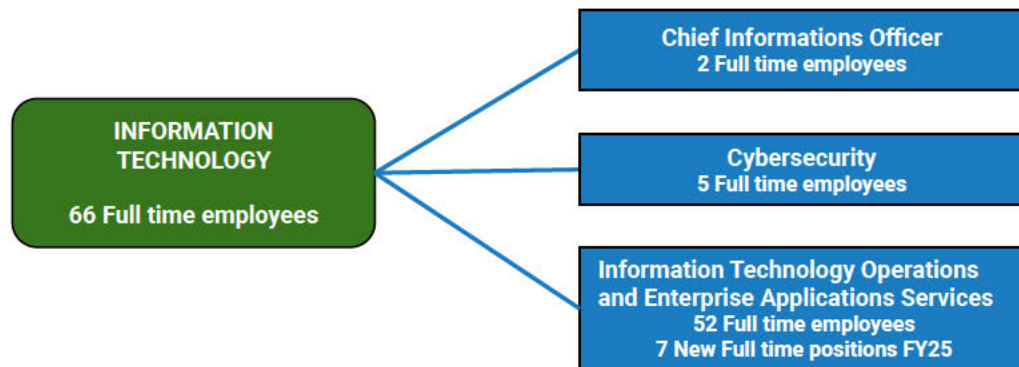 INFORMATION
TECHNOLOGY
66 Full time employees
Chief Informations Officer
2 Full time employees
Cybersecurity
5 Full time employees
Information Technology Operations
and Enterprise Applications Services
52 Full time employees
7 New Full time positions FY25